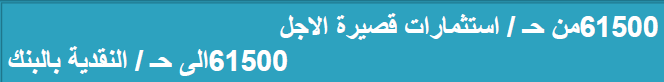 61500من حـ / استثمارات قصيرة الاجل
61500الى حـ / النقدية بالبنك